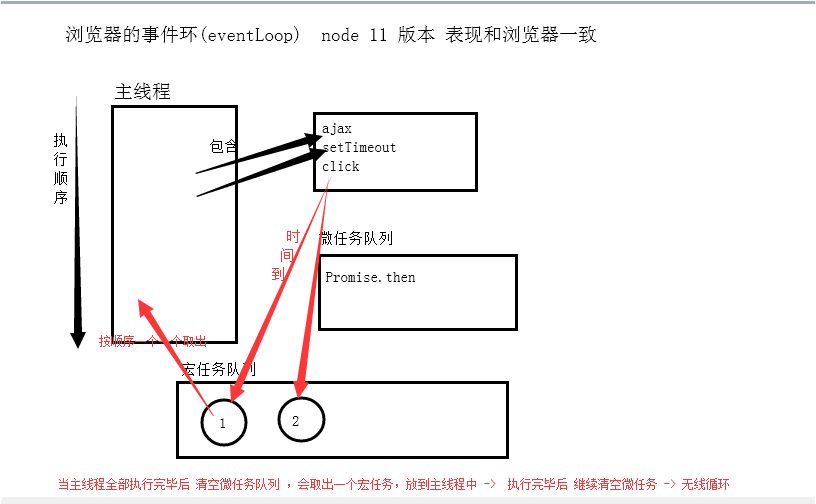 浏览器的事件环(eventLoop) node 11 版本 表现和浏览器一致
主线程
执行顺序
包含
ajax
setTimeout
click
时间到
微任务队列
Promise.then
按顺序一个一个取出
宏任务队列
1
2
当主线程全部执行完毕后 清空微任务队列 ，会取出一个宏任务，放到主线程中 -> 执行完毕后 继续清空微任务 -> 无线循环